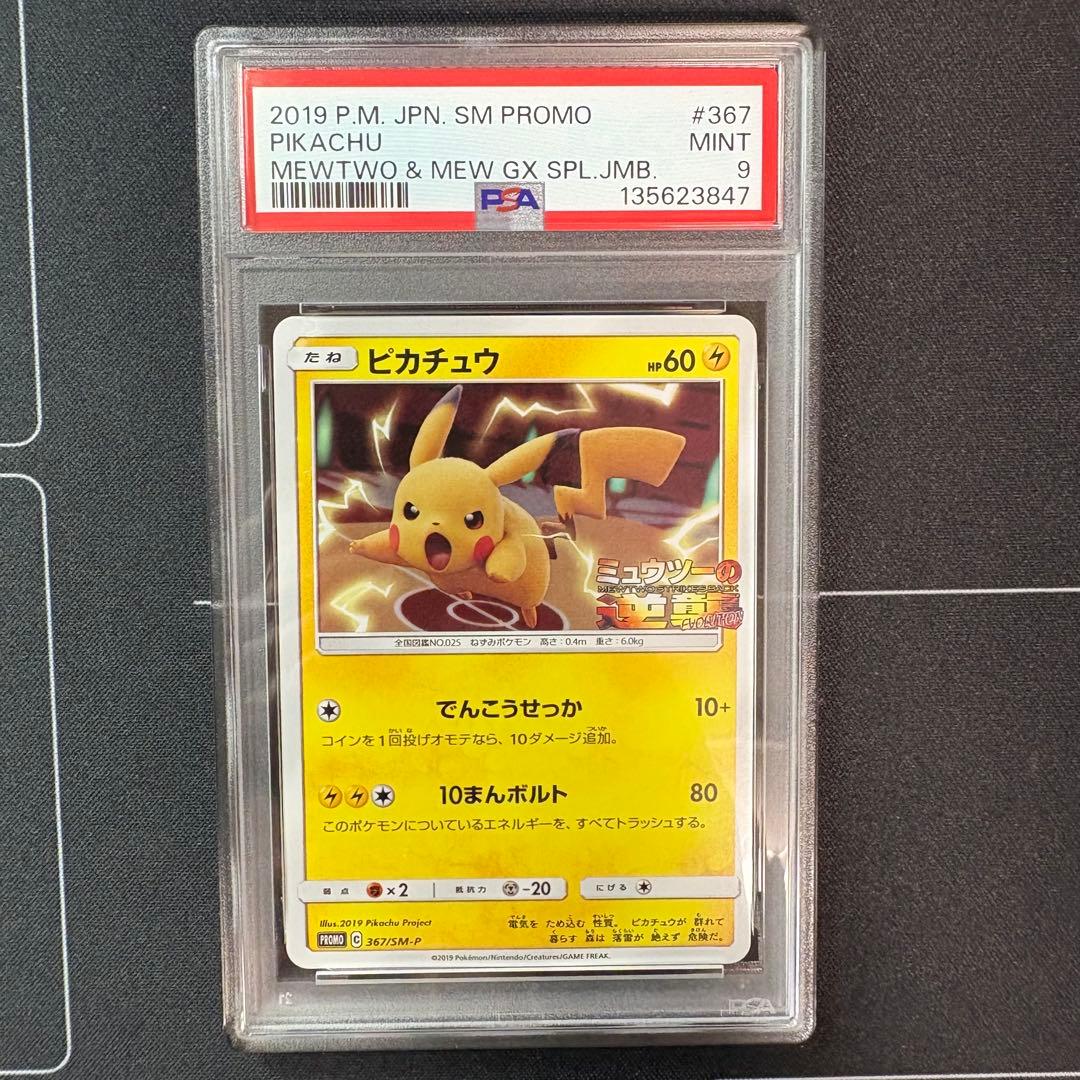 2019 P.M. JPN. SM PROMO #367
PIKACHU MINT
MEWTWO & MEW GX SPL.JMB. 9
PSA 135623847
たね ピカチュウ HP60
ミュウツーの
MEWTWO STRIKES BACK
逆襲
EVOLUTION
全国図鑑NO.025 ねずみポケモン 高さ:0.4m 重さ:6.0kg
でんこうせっか 10+
コインを1回投げオモテなら、10ダメージ追加。
10まんボルト 80
このポケモンについているエネルギーを、すべてトラッシュする。
弱点 ×2 抵抗力 -20 にげる
Illus.2019 Pikachu Project
電気を ため込む 性質。 ピカチュウが 群れて
暮らす 森は 落雷が 絶えず 危険だ。
PROMO C 367/SM-P
©2019 Pokémon/Nintendo/Creatures/GAME FREAK.
PSA